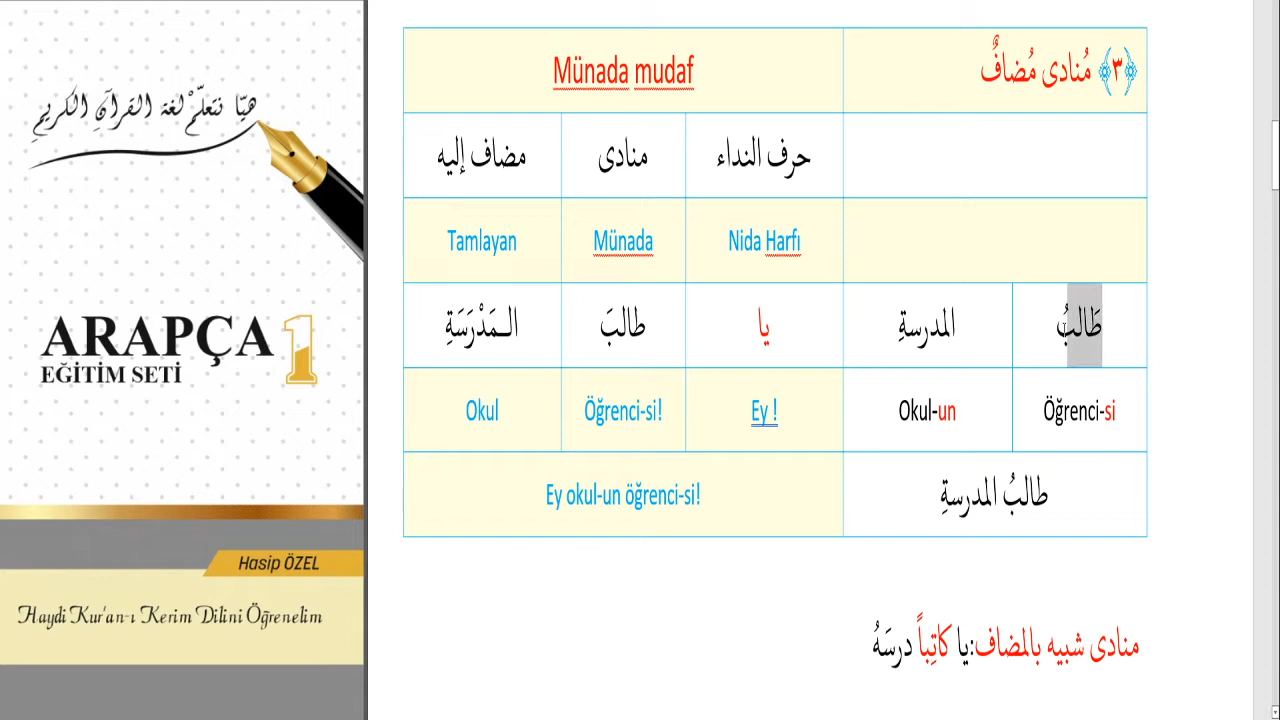 هيّا نتعلّمْ لغة القرآنِ الكريمِ
ARAPÇA 1
EĞİTİM SETİ
Hasip ÖZEL
Haydi Kur'an-ı Kerim Dilini Öğrenelim
﴿٣﴾ مُنادى مُضافٌ
Münada mudaf
حرف النداء منادى مضاف إليه
Nida Harfı Münada Tamlayan
طَالبُ المدرسةِ يا طالبَ الـمَدْرَسَةِ
Öğrenci-si Okul-un Ey ! Öğrenci-si! Okul
طالبُ المدرسةِ Ey okul-un öğrenci-si!
منادى شبيه بالمضاف:يا كاتِباً درسَهُ